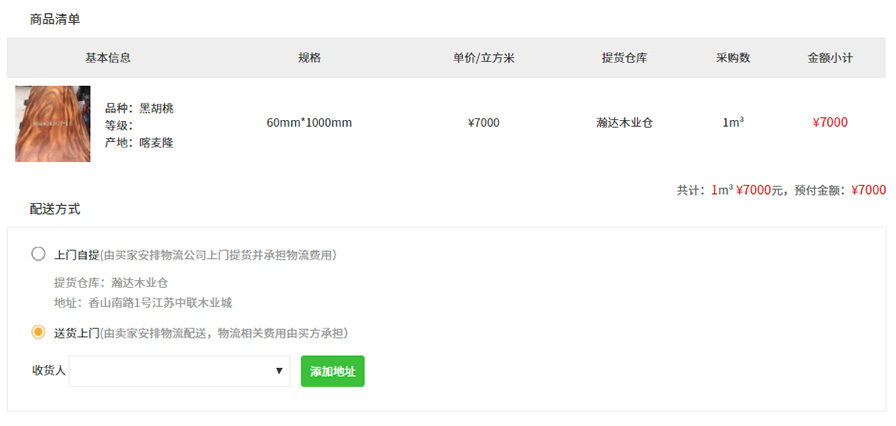 商品清单
基本信息 规格 单价/立方米 提货仓库 采购数 金额小计
品种：黑胡桃
等级：
产地：喀麦隆
60mm*1000mm ¥7000 瀚达木业仓 1m³ ¥7000
共计：1m³ ¥7000元，预付金额：¥7000
配送方式
上门自提(由买家安排物流公司上门提货并承担物流费用)
提货仓库：瀚达木业仓
地址：香山南路1号江苏中联木业城
送货上门(由卖家安排物流配送，物流相关费用由买方承担)
收货人 ▼ 添加地址